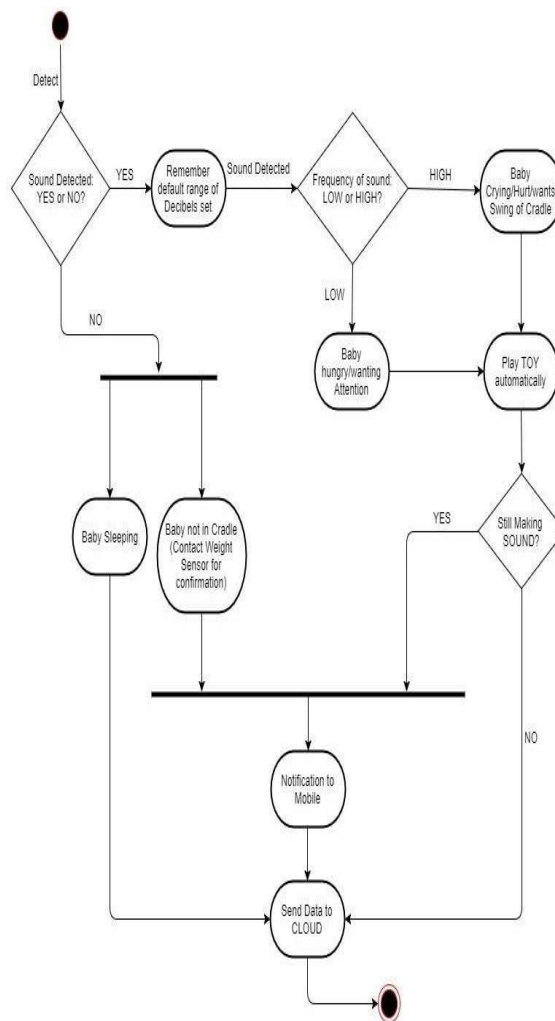 Detect
Sound Detected:
YES or NO?
YES
Remember
default range of
Decibels set
Sound Detected
Frequency of sound:
LOW or HIGH?
HIGH
Baby
Crying/Hurt/wants
Swing of Cradle
LOW
NO
Baby
hungry/wanting
Attention
Play TOY
automatically
Baby Sleeping
Baby not in Cradle
(Contact Weight
Sensor for
confirmation)
YES
Still Making
SOUND?
NO
Notification to
Mobile
Send Data to
CLOUD